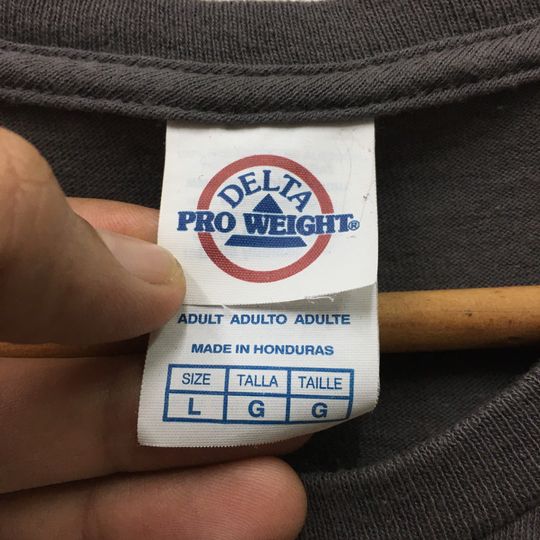 DELTA
PRO WEIGHT®
ADULT ADULTO ADULTE
MADE IN HONDURAS
SIZE TALLA TAILLE
L G G